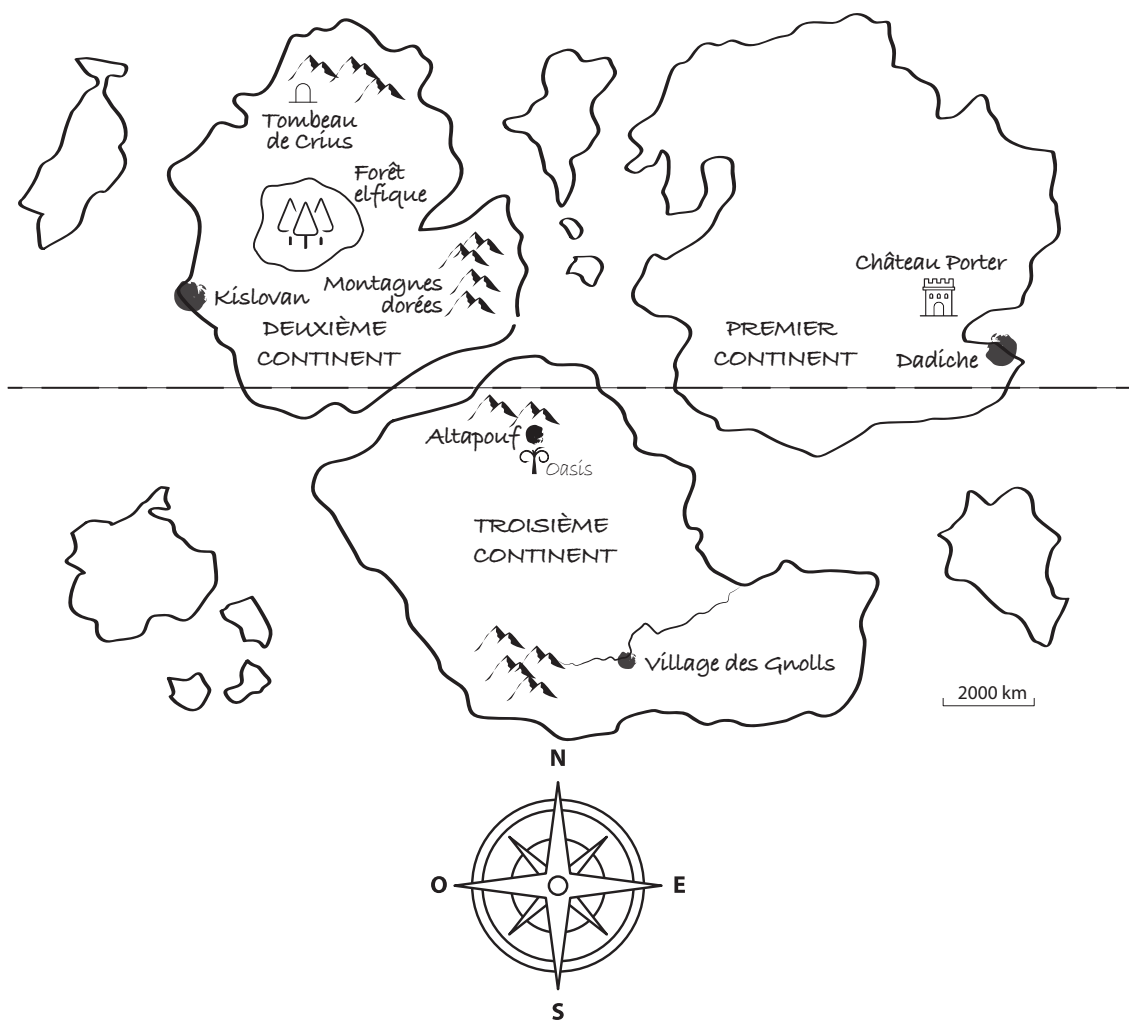 Tombeau
de Crius
Forêt
elfique
Château Porter
Montagnes
dorées
Kislovan
DEUXIÈME
CONTINENT
PREMIER
CONTINENT
Dadiche
Altapouf
Oasis
TROISIÈME
CONTINENT
Village des Gnolls
2000 km
N
O
E
S